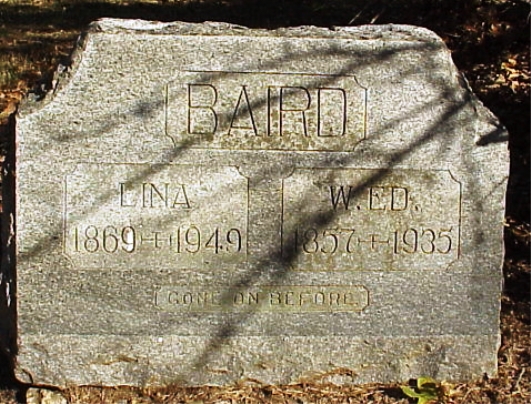 BAIRD
LINA W. ED.
1869 + 1949 1857 + 1935
GONE ON BEFORE.